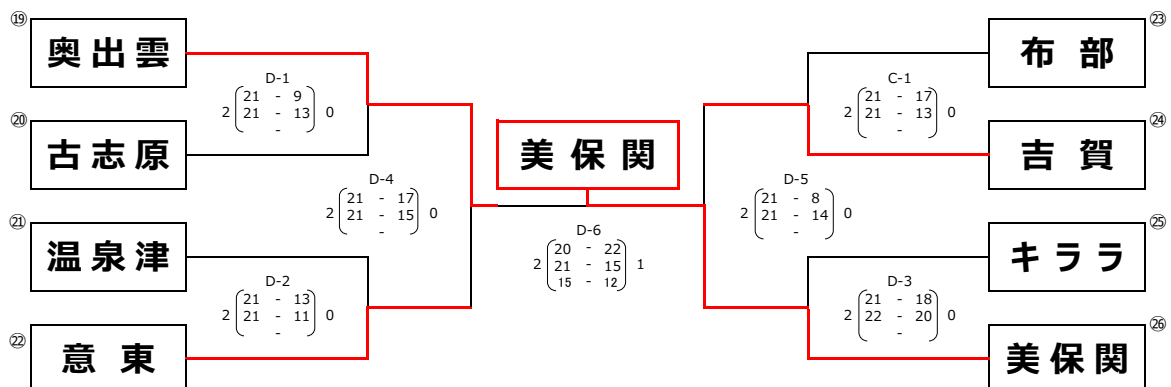 ⑲
奥出雲
D-1
2 21 - 9 0
21 - 13
-
⑳
古志原
D-4
2 21 - 17 0
21 - 15
-
㉑
温泉津
D-2
2 21 - 13 0
21 - 11
-
㉒
意東
美保関
D-6
2 20 - 22 1
21 - 15
15 - 12
㉓
布部
C-1
2 21 - 17 0
21 - 13
-
㉔
吉賀
D-5
2 21 - 8 0
21 - 14
-
㉕
キララ
D-3
2 21 - 18 0
22 - 20
-
㉖
美保関